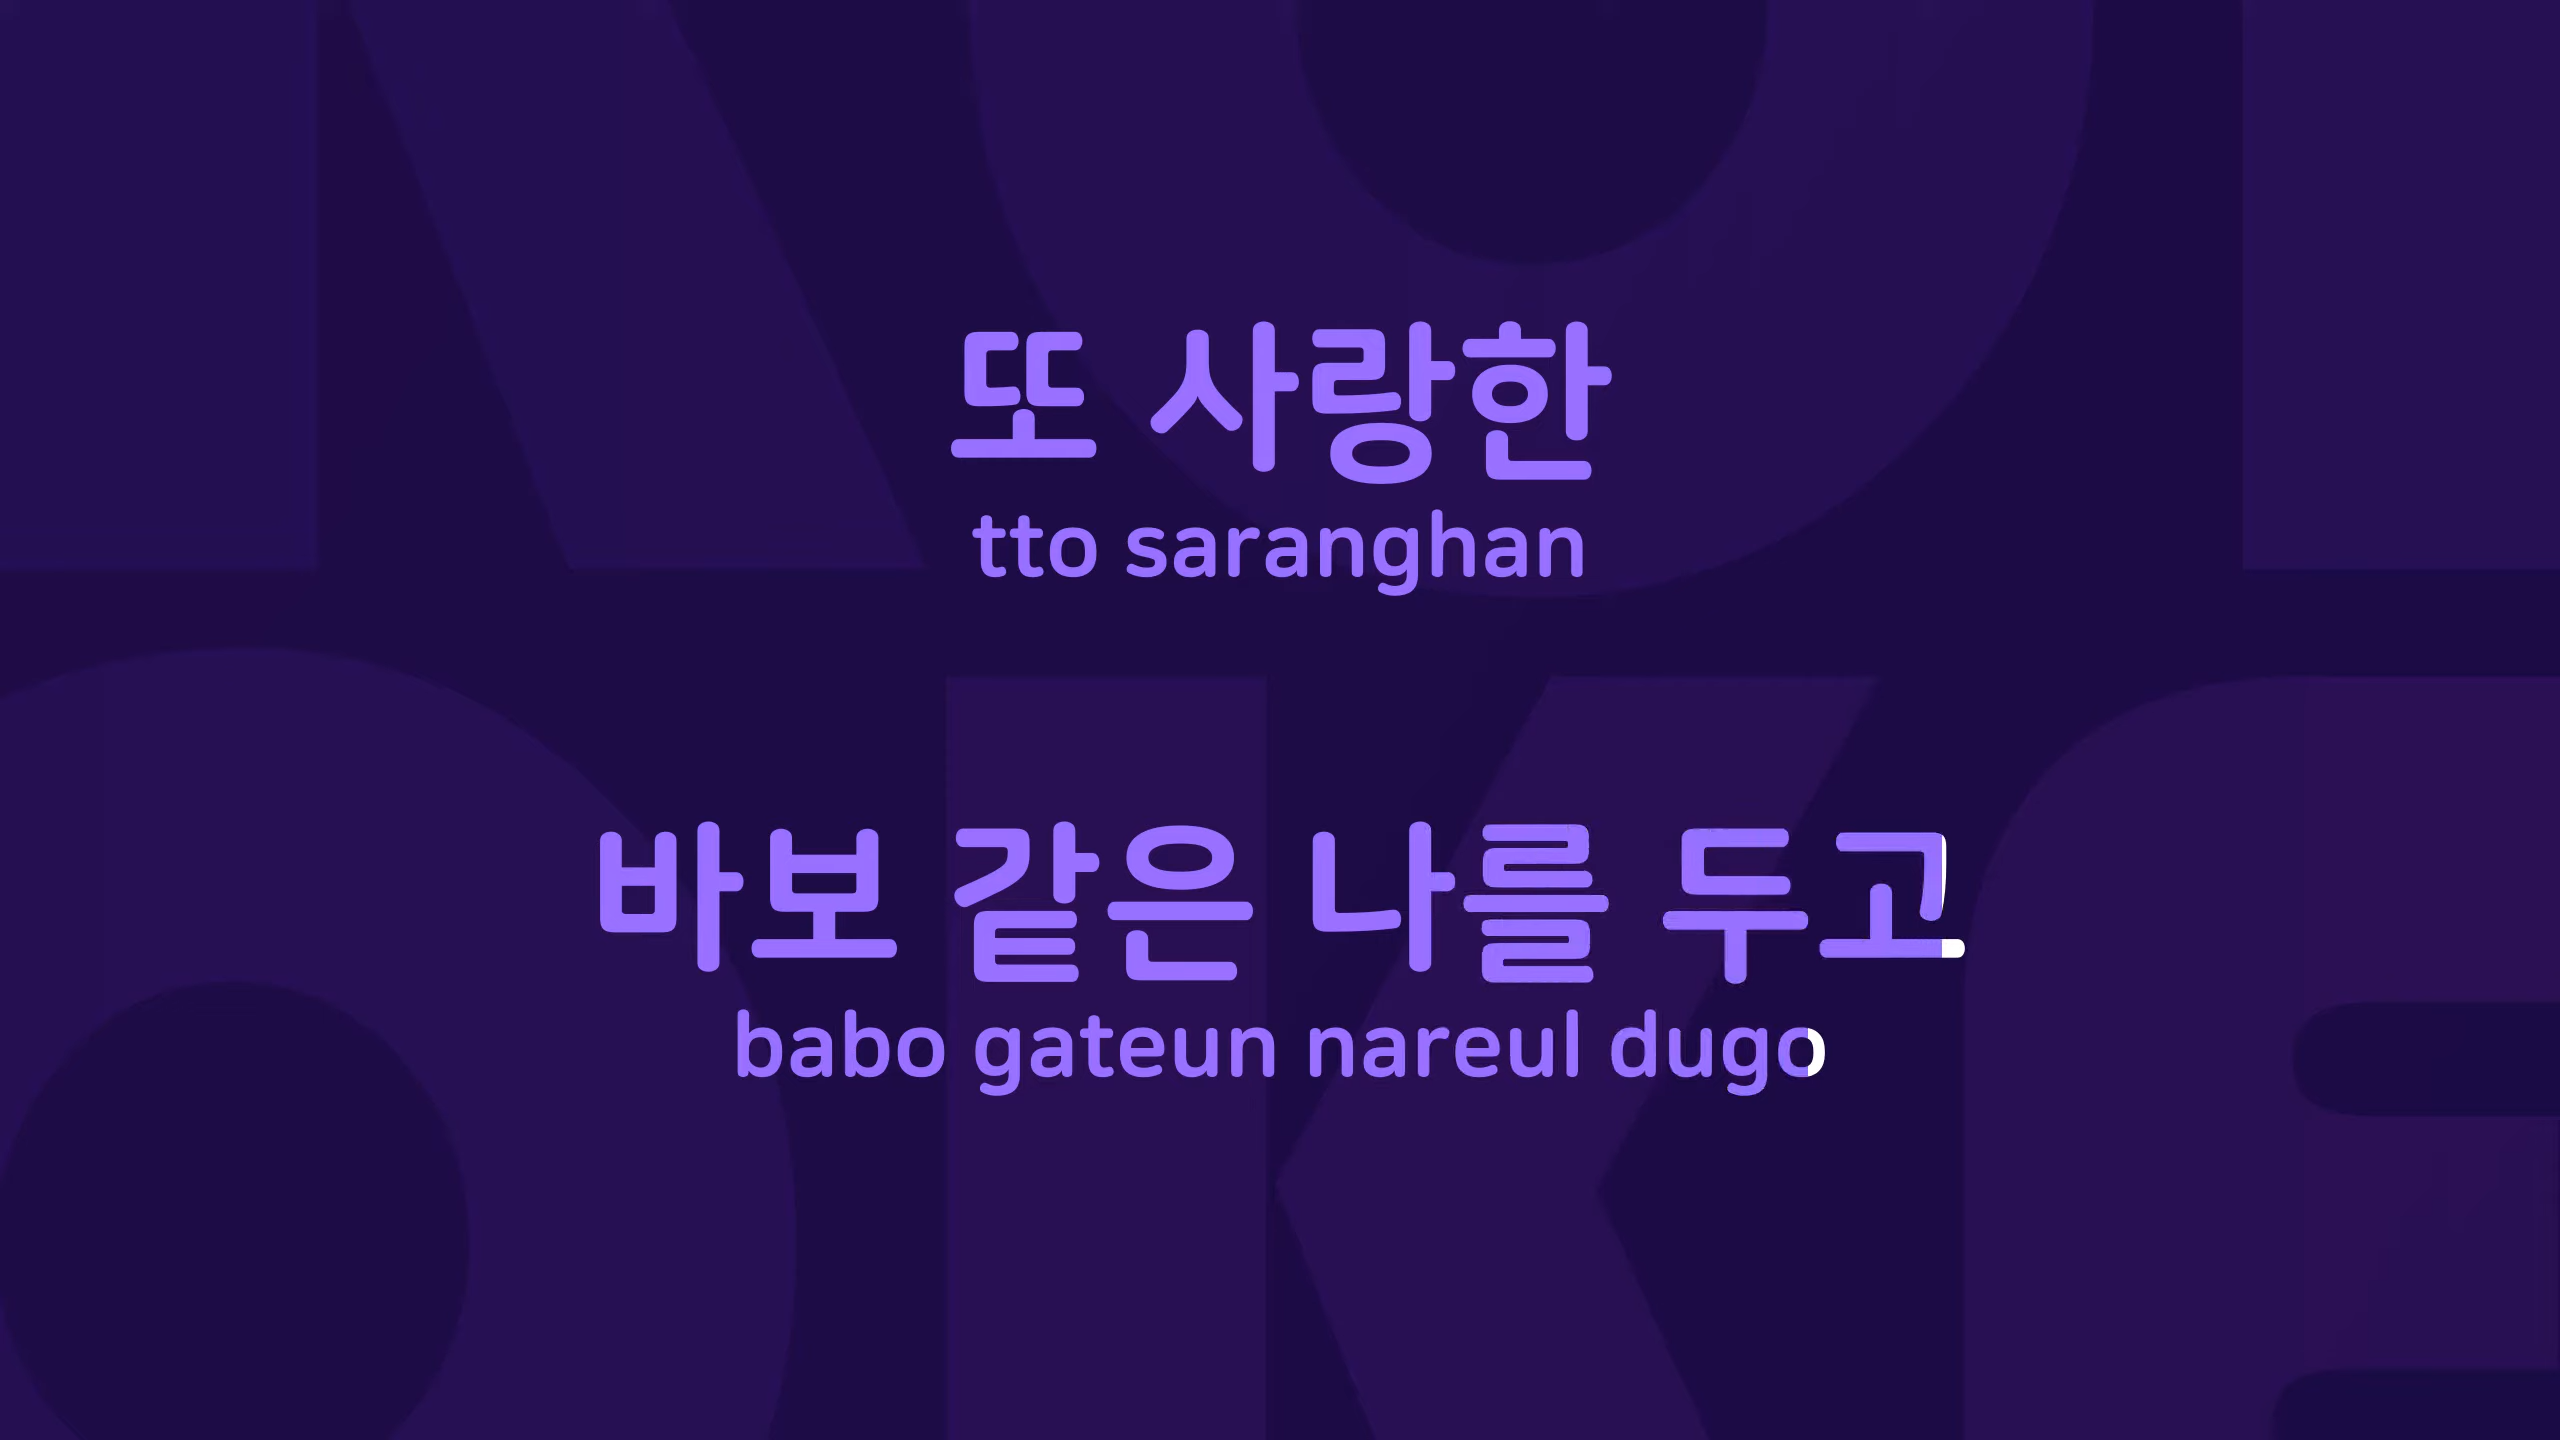 또 사랑한
tto saranghan
바보 같은 나를 두고
babo gateun nareul dugo